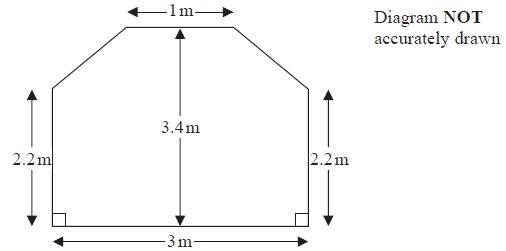 1 m
Diagram NOT
accurately drawn
3.4 m
2.2 m
2.2 m
3 m